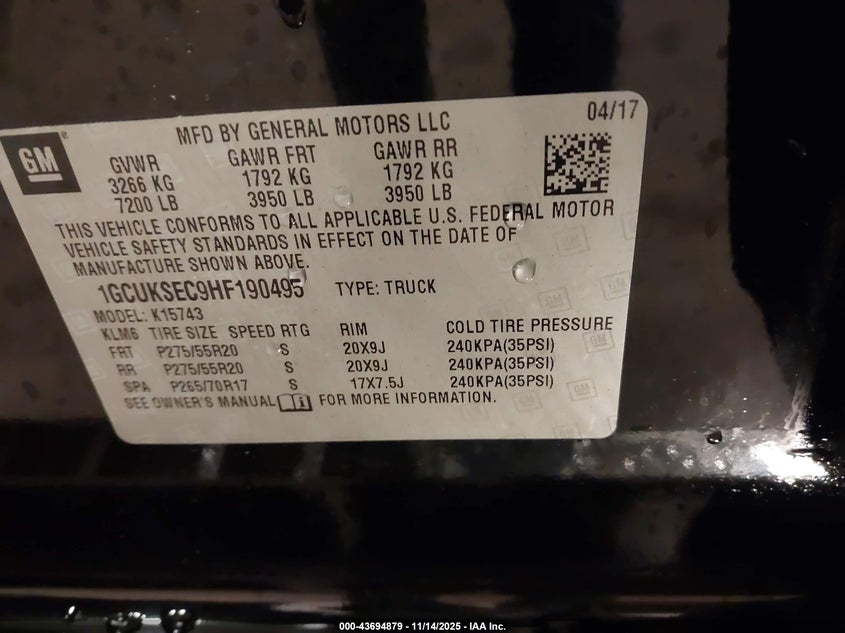 04/17
GM
MFD BY GENERAL MOTORS LLC
GVWR GAWR FRT GAWR RR
3266 KG 1792 KG 1792 KG
7200 LB 3950 LB 3950 LB
THIS VEHICLE CONFORMS TO ALL APPLICABLE U.S. FEDERAL MOTOR
VEHICLE SAFETY STANDARDS IN EFFECT ON THE DATE OF
MANUFACTURE SHOWN ABOVE.
1GCUKSEC9HF190495 TYPE: TRUCK
MODEL: K15743
KLM6 TIRE SIZE SPEED RTG RIM COLD TIRE PRESSURE
FRT P275/55R20 S 20X9J 240KPA(35PSI)
RR P275/55R20 S 20X9J 240KPA(35PSI)
SPA P265/70R17 S 17X7.5J 240KPA(35PSI)
SEE OWNER'S MANUAL FOR MORE INFORMATION.
000-43694879 - 11/14/2025 - IAA Inc.